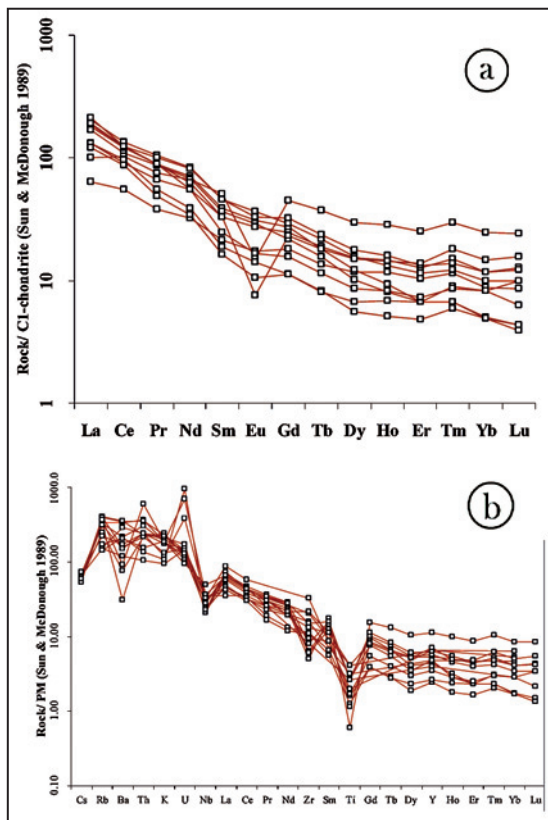 1000
100
10
1
Rock/ C1-chondrite (Sun & McDonough 1989)
a
La Ce Pr Nd Sm Eu Gd Tb Dy Ho Er Tm Yb Lu
1000.0
100.00
10.00
1.00
0.10
Rock/ PM (Sun & McDonough 1989)
b
Cs Rb Ba Th K U Nb La Ce Pr Nd Zr Sm Ti Gd Tb Dy Y Ho Er Tm Yb Lu